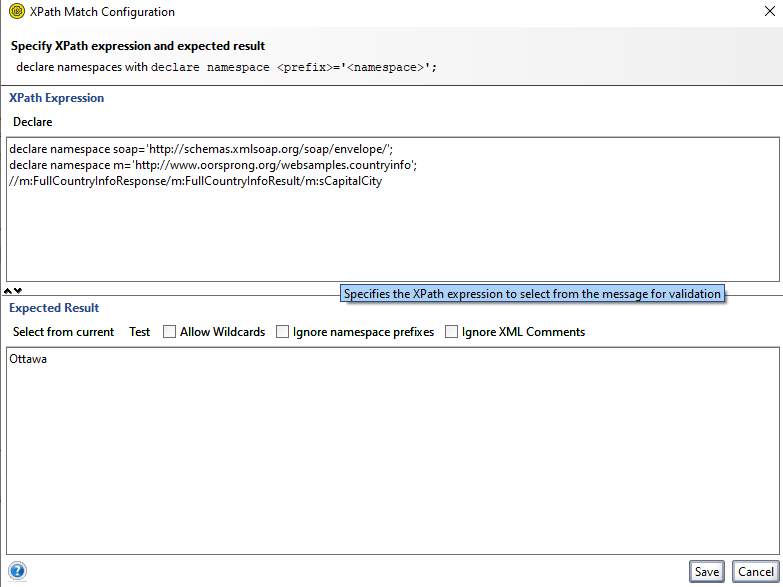 XPath Match Configuration
Specify XPath expression and expected result
declare namespaces with declare namespace <prefix>='<namespace>';
XPath Expression
Declare
declare namespace soap='http://schemas.xmlsoap.org/soap/envelope/';
declare namespace m='http://www.oorsprong.org/websamples.countryinfo';
//m:FullCountryInfoResponse/m:FullCountryInfoResult/m:sCapitalCity
Specifies the XPath expression to select from the message for validation
Expected Result
Select from current Test Allow Wildcards Ignore namespace prefixes Ignore XML Comments
Ottawa
? Save Cancel